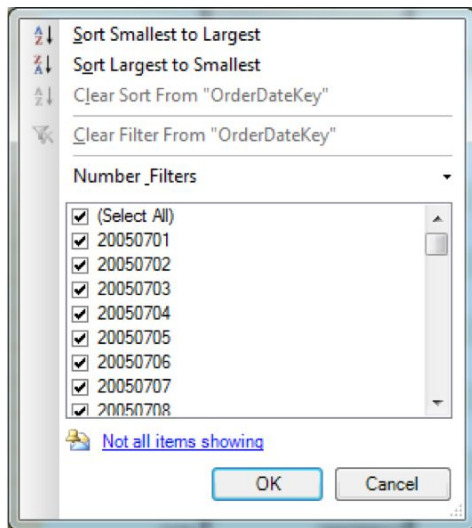 Sort Smallest to Largest
Sort Largest to Smallest
Clear Sort From "OrderDateKey"
Clear Filter From "OrderDateKey"
Number _Filters
(Select All)
20050701
20050702
20050703
20050704
20050705
20050706
20050707
20050708
Not all items showing
OK Cancel